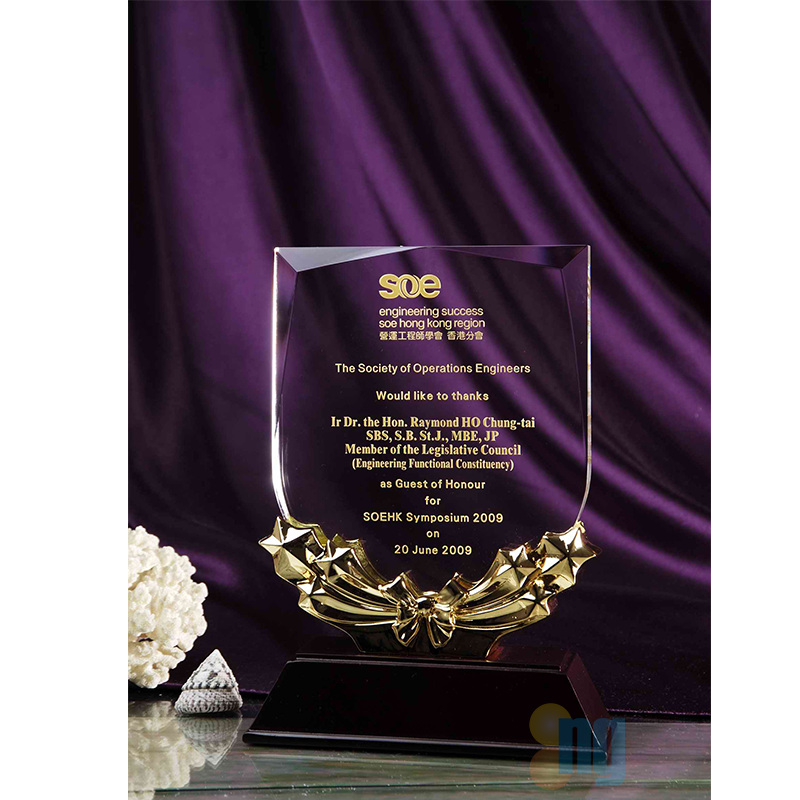 soe
engineering success
soe hong kong region
營運工程師學會 香港分會
The Society of Operations Engineers
Would like to thanks
Ir Dr. the Hon. Raymond HO Chung-tai
SBS, S.B. St.J., MBE, JP
Member of the Legislative Council
(Engineering Functional Constituency)
as Guest of Honour
for
SOEHK Symposium 2009
on
20 June 2009